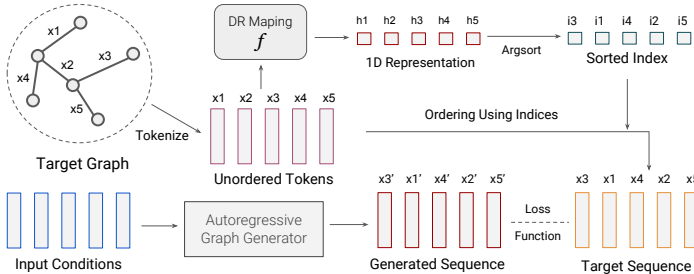 x1
x2
x3
x4
x5
Target Graph
Tokenize
DR Maping
f
x1 x2 x3 x4 x5
Unordered Tokens
h1 h2 h3 h4 h5
1D Representation
Argsort
i3 i1 i4 i2 i5
Sorted Index
Ordering Using Indices
Input Conditions
Autoregressive
Graph Generator
x3′ x1′ x4′ x2′ x5′
Generated Sequence
Loss
Function
x3 x1 x4 x2 x5
Target Sequence